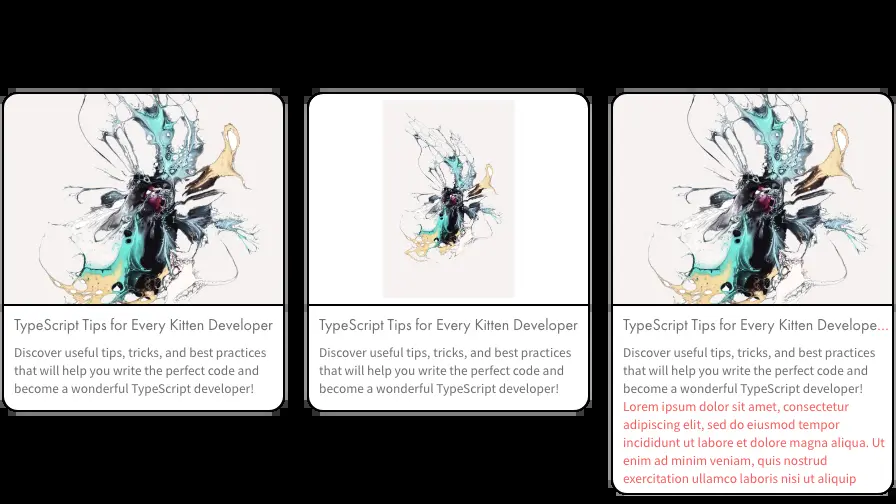 TypeScript Tips for Every Kitten Developer
Discover useful tips, tricks, and best practices
that will help you write the perfect code and
become a wonderful TypeScript developer!
TypeScript Tips for Every Kitten Developer
Discover useful tips, tricks, and best practices
that will help you write the perfect code and
become a wonderful TypeScript developer!
TypeScript Tips for Every Kitten Develope...
Discover useful tips, tricks, and best practices
that will help you write the perfect code and
become a wonderful TypeScript developer!
Lorem ipsum dolor sit amet, consectetur
adipiscing elit, sed do eiusmod tempor
incididunt ut labore et dolore magna aliqua. Ut
enim ad minim veniam, quis nostrud
exercitation ullamco laboris nisi ut aliquip